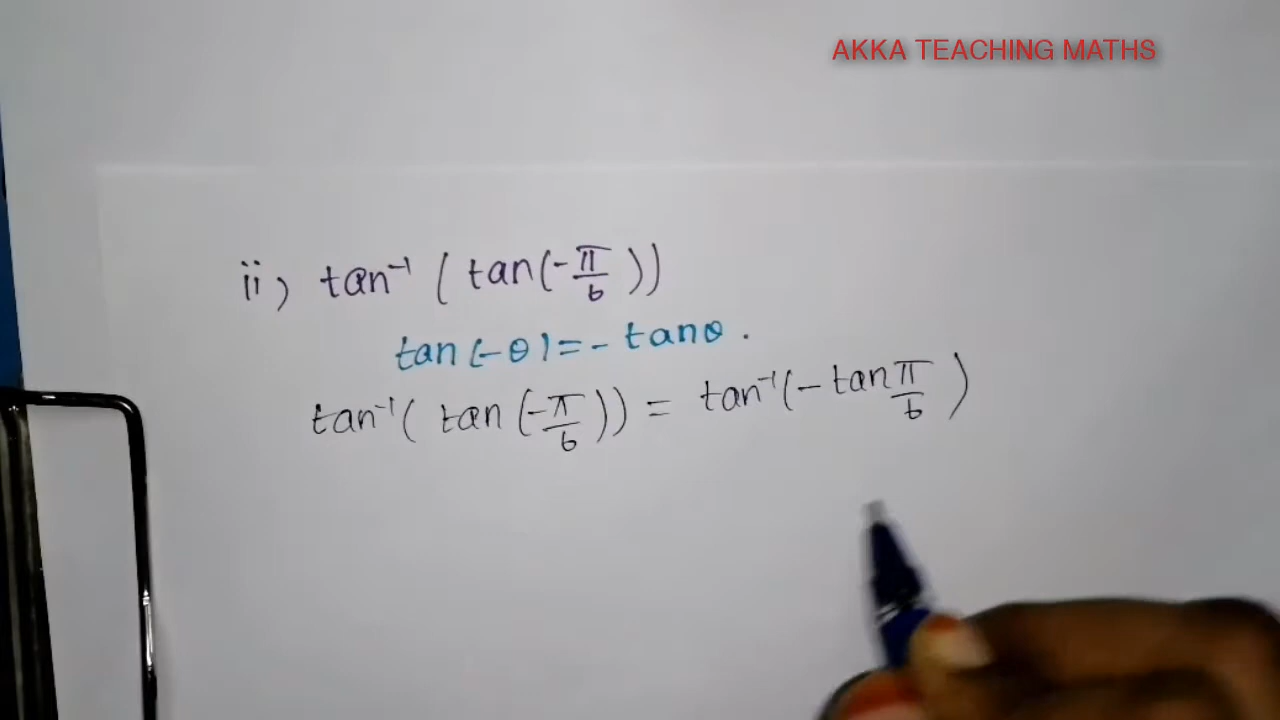 AKKA TEACHING MATHS
ii) tan⁻¹ ( tan(-π/6))
tan (-θ) = - tanθ .
tan⁻¹( tan (-π/6)) = tan⁻¹(- tan π/6 )